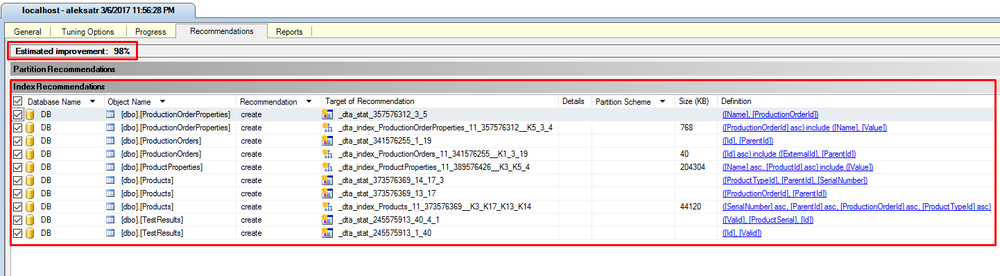 localhost - aleksatr 3/6/2017 11:56:28 PM
General Tuning Options Progress Recommendations Reports
Estimated improvement: 98%
Partition Recommendations
Index Recommendations
Database Name Object Name Recommendation Target of Recommendation Details Partition Scheme Size (KB) Definition
DB [dbo].[ProductionOrderProperties] create _dta_stat_357576312_3_5 ([Name], [ProductionOrderId])
DB [dbo].[ProductionOrderProperties] create _dta_index_ProductionOrderProperties_11_357576312__K5_3_4 768 ([ProductionOrderId] asc) include ([Name], [Value])
DB [dbo].[ProductionOrders] create _dta_stat_341576255_1_19 ([Id], [ParentId])
DB [dbo].[ProductionOrders] create _dta_index_ProductionOrders_11_341576255__K1_3_19 40 ([Id] asc) include ([ExternalId], [ParentId])
DB [dbo].[ProductProperties] create _dta_index_ProductProperties_11_389576426__K3_K5_4 204304 ([Name] asc, [ProductId] asc) include ([Value])
DB [dbo].[Products] create _dta_stat_373576369_14_17_3 ([ProductTypeId], [ParentId], [SerialNumber])
DB [dbo].[Products] create _dta_stat_373576369_13_17 ([ProductionOrderId], [ParentId])
DB [dbo].[Products] create _dta_index_Products_11_373576369__K3_K17_K13_K14 44120 ([SerialNumber] asc, [ParentId] asc, [ProductionOrderId] asc, [ProductTypeId] asc)
DB [dbo].[TestResults] create _dta_stat_245575913_40_4_1 ([Valid], [ProductSerial], [Id])
DB [dbo].[TestResults] create _dta_stat_245575913_1_40 ([Id], [Valid])